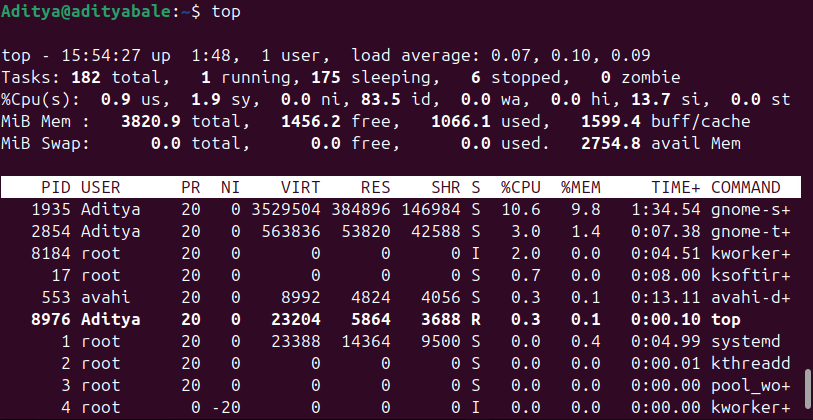 Aditya@adityabale:~$ top
top - 15:54:27 up  1:48,  1 user,  load average: 0.07, 0.10, 0.09
Tasks: 182 total,   1 running, 175 sleeping,   6 stopped,   0 zombie
%Cpu(s):  0.9 us,  1.9 sy,  0.0 ni, 83.5 id,  0.0 wa,  0.0 hi, 13.7 si,  0.0 st
MiB Mem :   3820.9 total,   1456.2 free,   1066.1 used,   1599.4 buff/cache
MiB Swap:      0.0 total,      0.0 free,      0.0 used.   2754.8 avail Mem
PID USER      PR  NI    VIRT    RES    SHR S  %CPU  %MEM     TIME+ COMMAND
1935 Aditya    20   0 3529504 384896 146984 S  10.6   9.8   1:34.54 gnome-s+
2854 Aditya    20   0  563836  53820  42588 S   3.0   1.4   0:07.38 gnome-t+
8184 root      20   0       0      0      0 I   2.0   0.0   0:04.51 kworker+
17 root      20   0       0      0      0 S   0.7   0.0   0:08.00 ksoftir+
553 avahi     20   0    8992   4824   4056 S   0.3   0.1   0:13.11 avahi-d+
8976 Aditya    20   0   23204   5864   3688 R   0.3   0.1   0:00.10 top
1 root      20   0   23388  14364   9500 S   0.0   0.4   0:04.99 systemd
2 root      20   0       0      0      0 S   0.0   0.0   0:00.01 kthreadd
3 root      20   0       0      0      0 S   0.0   0.0   0:00.00 pool_wo+
4 root       0 -20       0      0      0 I   0.0   0.0   0:00.00 kworker+